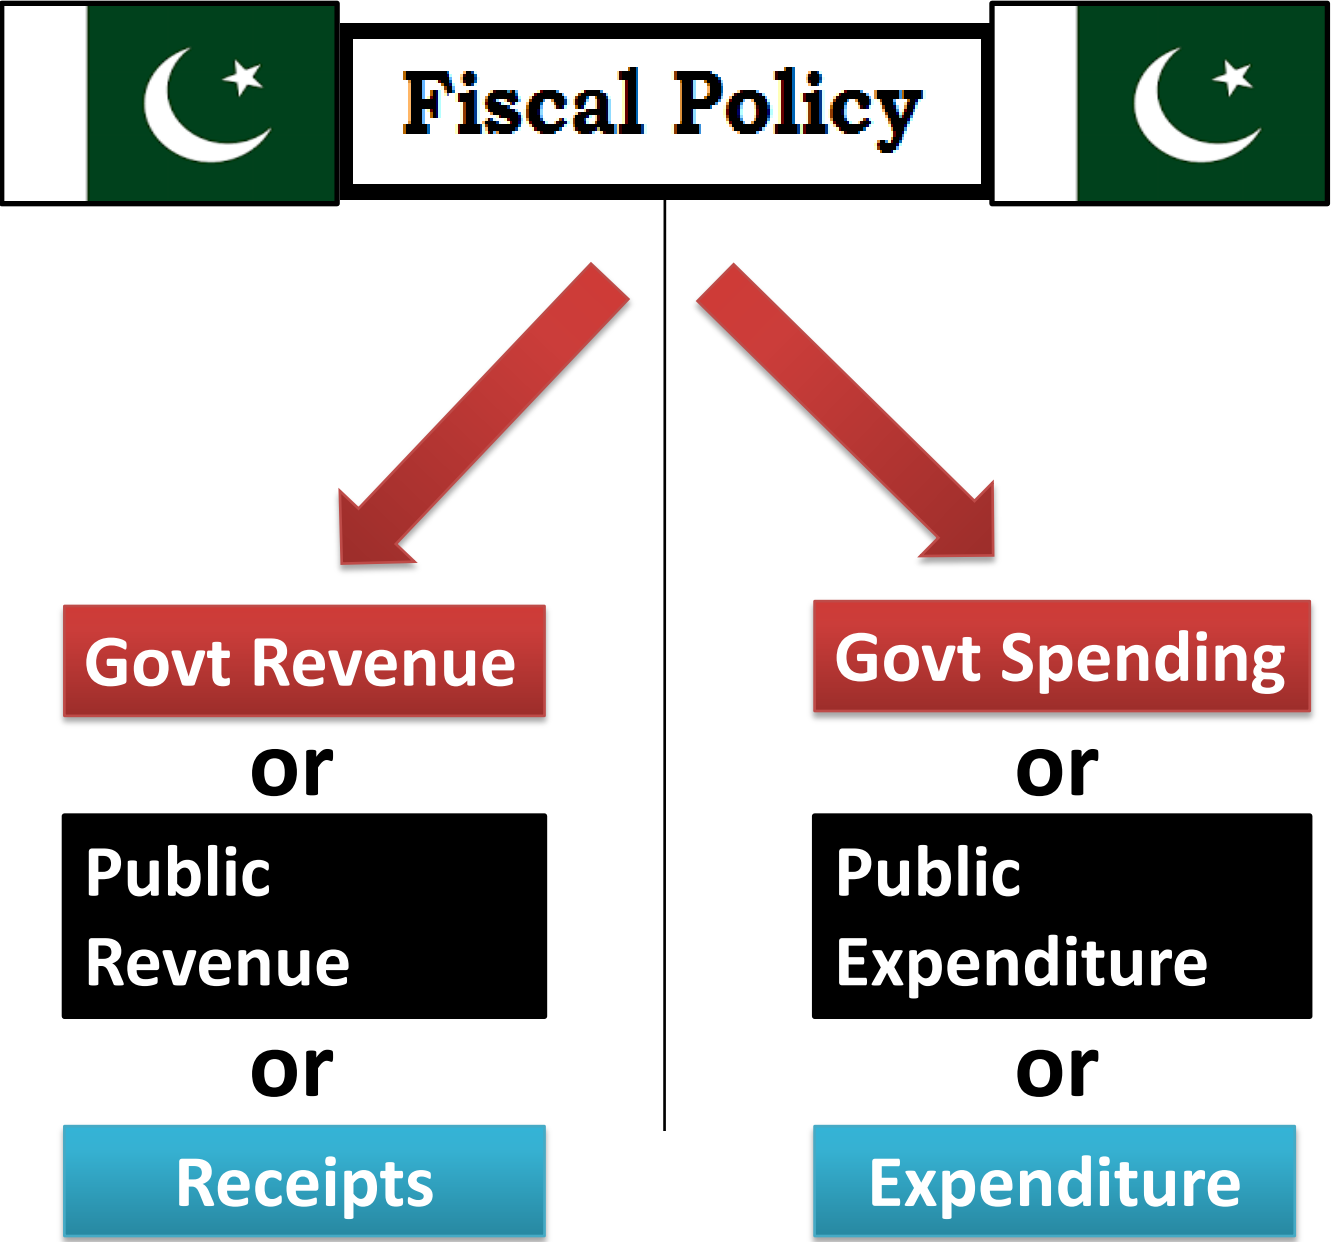 Fiscal Policy
Govt Revenue
or
Public
Revenue
or
Receipts
Govt Spending
or
Public
Expenditure
or
Expenditure